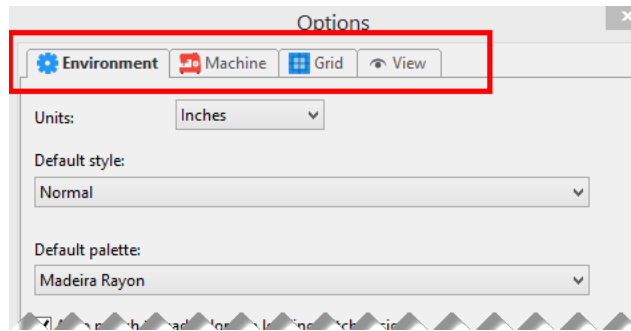 Options
Environment Machine Grid View
Units: Inches
Default style:
Normal
Default palette:
Madeira Rayon